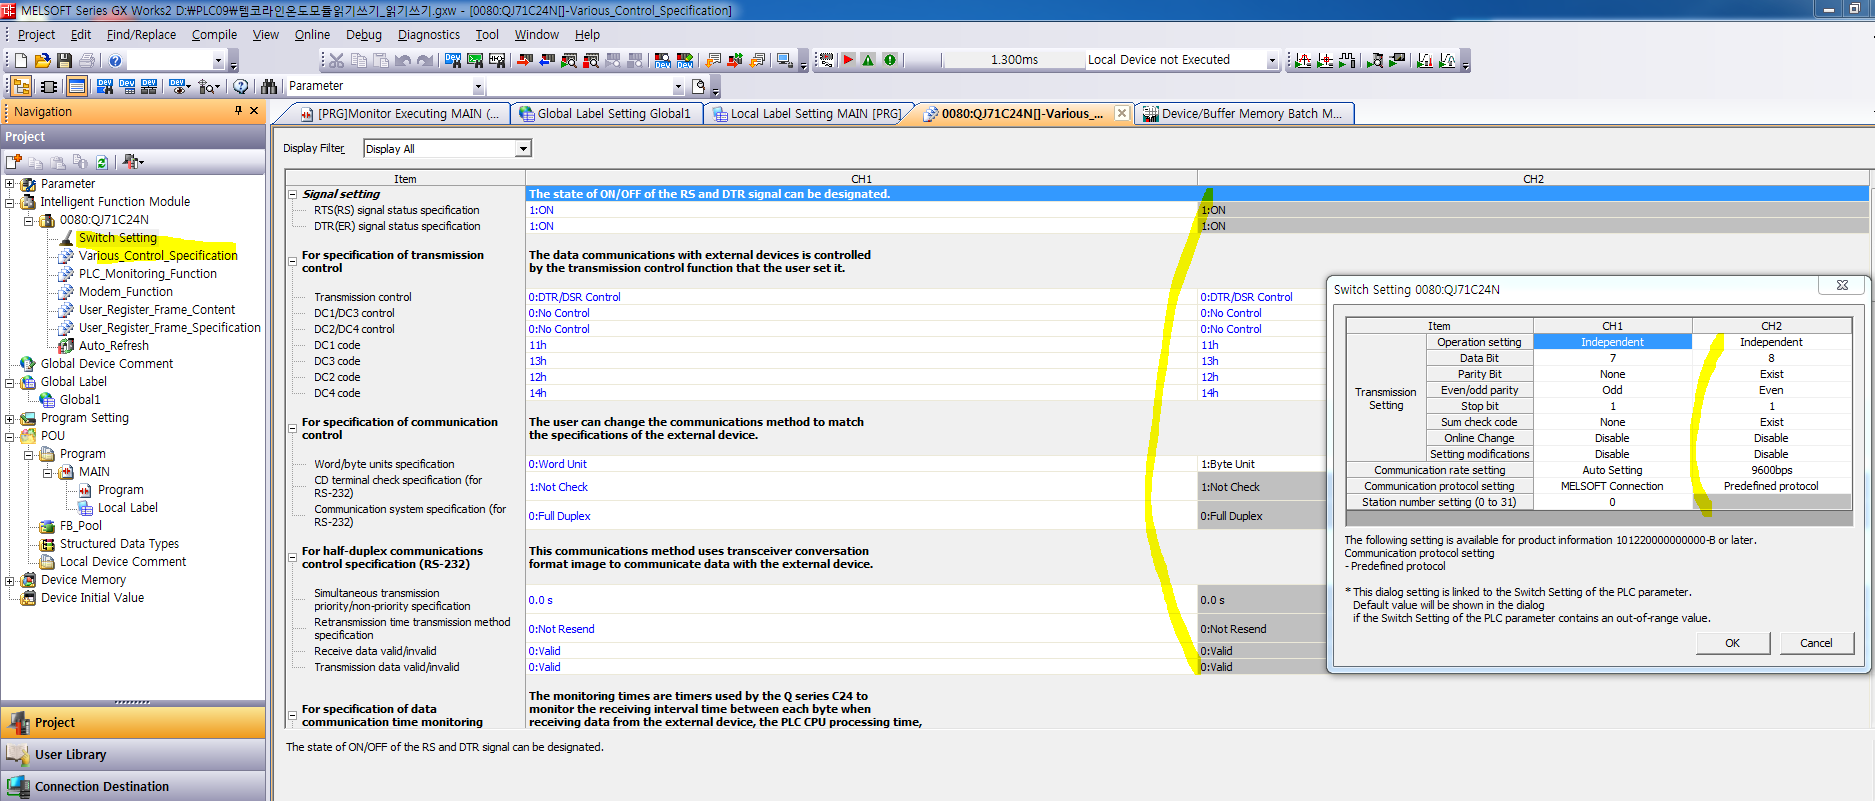 MELSOFT Series GX Works2 D:₩PLC09₩템코라인온도모듈읽기쓰기_읽기쓰기.gxw - [0080:QJ71C24N[]-Various_Control_Specification]
Project Edit Find/Replace Compile View Online Debug Diagnostics Tool Window Help
1.300ms Local Device not Executed
Parameter
Navigation
[PRG]Monitor Executing MAIN (...
Global Label Setting Global1
Local Label Setting MAIN [PRG]
0080:QJ71C24N[]-Various_...
Device/Buffer Memory Batch M...
Project
Parameter
Intelligent Function Module
0080:QJ71C24N
Switch Setting
Various_Control_Specification
PLC_Monitoring_Function
Modem_Function
User_Register_Frame_Content
User_Register_Frame_Specification
Auto_Refresh
Global Device Comment
Global Label
Global1
Program Setting
POU
Program
MAIN
Program
Local Label
FB_Pool
Structured Data Types
Local Device Comment
Device Memory
Device Initial Value
Project
User Library
Connection Destination
Display Filter Display All
Item CH1 CH2
Signal setting The state of ON/OFF of the RS and DTR signal can be designated.
RTS(RS) signal status specification 1:ON 1:ON
DTR(ER) signal status specification 1:ON 1:ON
For specification of transmission The data communications with external devices is controlled
control by the transmission control function that the user set it.
Transmission control 0:DTR/DSR Control 0:DTR/DSR Control
DC1/DC3 control 0:No Control 0:No Control
DC2/DC4 control 0:No Control 0:No Control
DC1 code 11h 11h
DC3 code 13h 13h
DC2 code 12h 12h
DC4 code 14h 14h
For specification of communication The user can change the communications method to match
control the specifications of the external device.
Word/byte units specification 0:Word Unit 1:Byte Unit
CD terminal check specification (for
RS-232) 1:Not Check 1:Not Check
Communication system specification (for
RS-232) 0:Full Duplex 0:Full Duplex
For half-duplex communications This communications method uses transceiver conversation
control specification (RS-232) format image to communicate data with the external device.
Simultaneous transmission
priority/non-priority specification 0.0 s 0.0 s
Retransmission time transmission method
specification 0:Not Resend 0:Not Resend
Receive data valid/invalid 0:Valid 0:Valid
Transmission data valid/invalid 0:Valid 0:Valid
The monitoring times are timers used by the Q series C24 to
For specification of data monitor the receiving interval time between each byte when
communication time monitoring receiving data from the external device, the PLC CPU processing time,
The state of ON/OFF of the RS and DTR signal can be designated.
Switch Setting 0080:QJ71C24N
Item CH1 CH2
Transmission
Setting
Operation setting Independent Independent
Data Bit 7 8
Parity Bit None Exist
Even/odd parity Odd Even
Stop bit 1 1
Sum check code None Exist
Online Change Disable Disable
Setting modifications Disable Disable
Communication rate setting Auto Setting 9600bps
Communication protocol setting MELSOFT Connection Predefined protocol
Station number setting (0 to 31) 0
The following setting is available for product information 101220000000000-B or later.
Communication protocol setting
- Predefined protocol
* This dialog setting is linked to the Switch Setting of the PLC parameter.
Default value will be shown in the dialog
if the Switch Setting of the PLC parameter contains an out-of-range value.
OK Cancel